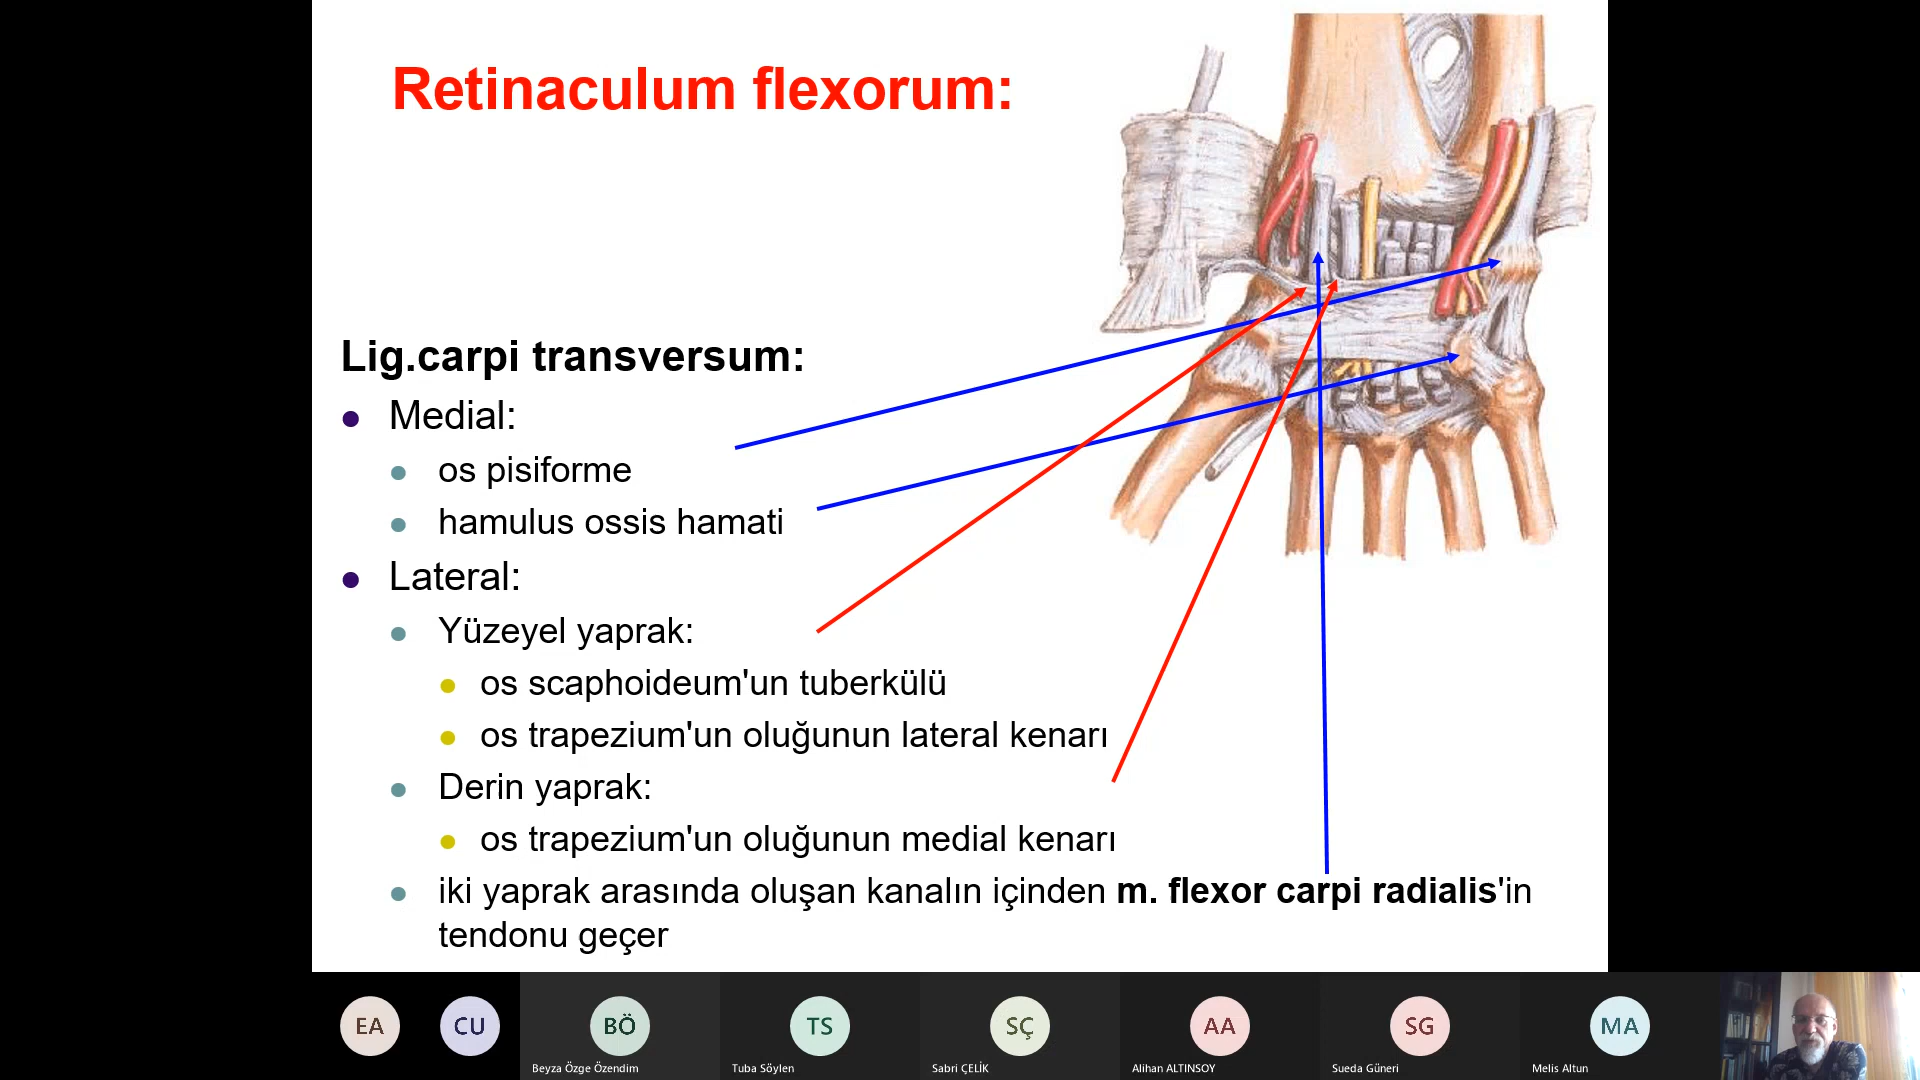 Retinaculum flexorum:
Lig.carpi transversum:
Medial:
os pisiforme
hamulus ossis hamati
Lateral:
Yüzeyel yaprak:
os scaphoideum'un tuberkülü
os trapezium'un oluğunun lateral kenarı
Derin yaprak:
os trapezium'un oluğunun medial kenarı
iki yaprak arasında oluşan kanalın içinden m. flexor carpi radialis'in
tendonu geçer
EA
CU
BÖ
TS
SÇ
AA
SG
MA
Beyza Özge Özendim
Tuba Söylen
Sabri ÇELİK
Alihan ALTINSOY
Sueda Güneri
Melis Altun